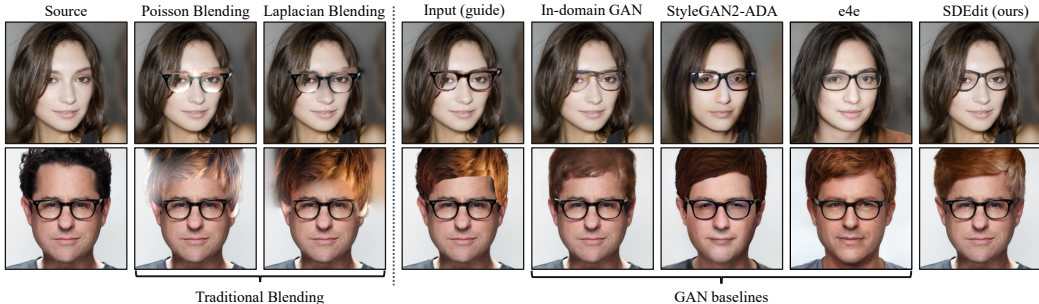 Source
Poisson Blending
Laplacian Blending
Input (guide)
In-domain GAN
StyleGAN2-ADA
e4e
SDEdit (ours)
Traditional Blending
GAN baselines